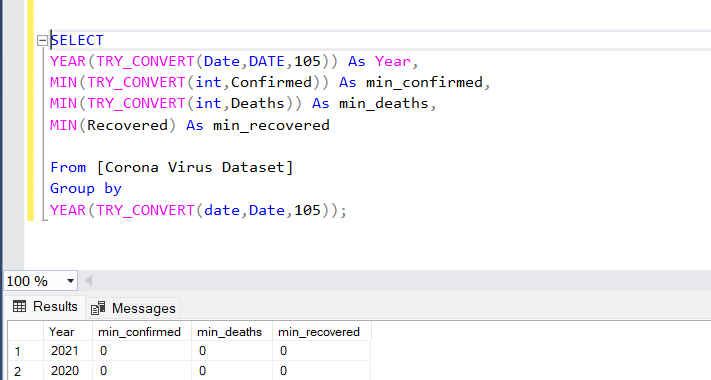 SELECT
YEAR(TRY_CONVERT(Date,DATE,105)) As Year,
MIN(TRY_CONVERT(int,Confirmed)) As min_confirmed,
MIN(TRY_CONVERT(int,Deaths)) As min_deaths,
MIN(Recovered) As min_recovered
From [Corona Virus Dataset]
Group by
YEAR(TRY_CONVERT(date,Date,105));
100 %
Results Messages
Year min_confirmed min_deaths min_recovered
1 2021 0 0 0
2 2020 0 0 0